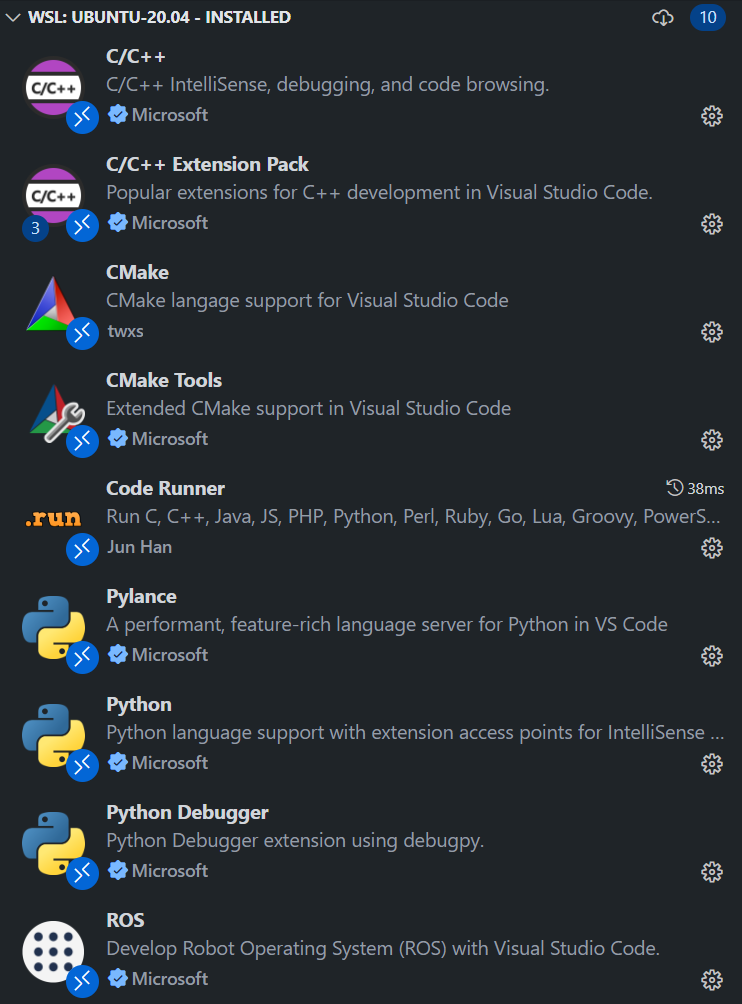 WSL: UBUNTU-20.04 - INSTALLED 10
C/C++
C/C++ C/C++ IntelliSense, debugging, and code browsing.
Microsoft
C/C++ Extension Pack
C/C++ Popular extensions for C++ development in Visual Studio Code.
3 Microsoft
CMake
CMake langage support for Visual Studio Code
twxs
CMake Tools
Extended CMake support in Visual Studio Code
Microsoft
Code Runner 38ms
.run Run C, C++, Java, JS, PHP, Python, Perl, Ruby, Go, Lua, Groovy, PowerS...
Jun Han
Pylance
A performant, feature-rich language server for Python in VS Code
Microsoft
Python
Python language support with extension access points for IntelliSense ...
Microsoft
Python Debugger
Python Debugger extension using debugpy.
Microsoft
ROS
Develop Robot Operating System (ROS) with Visual Studio Code.
Microsoft